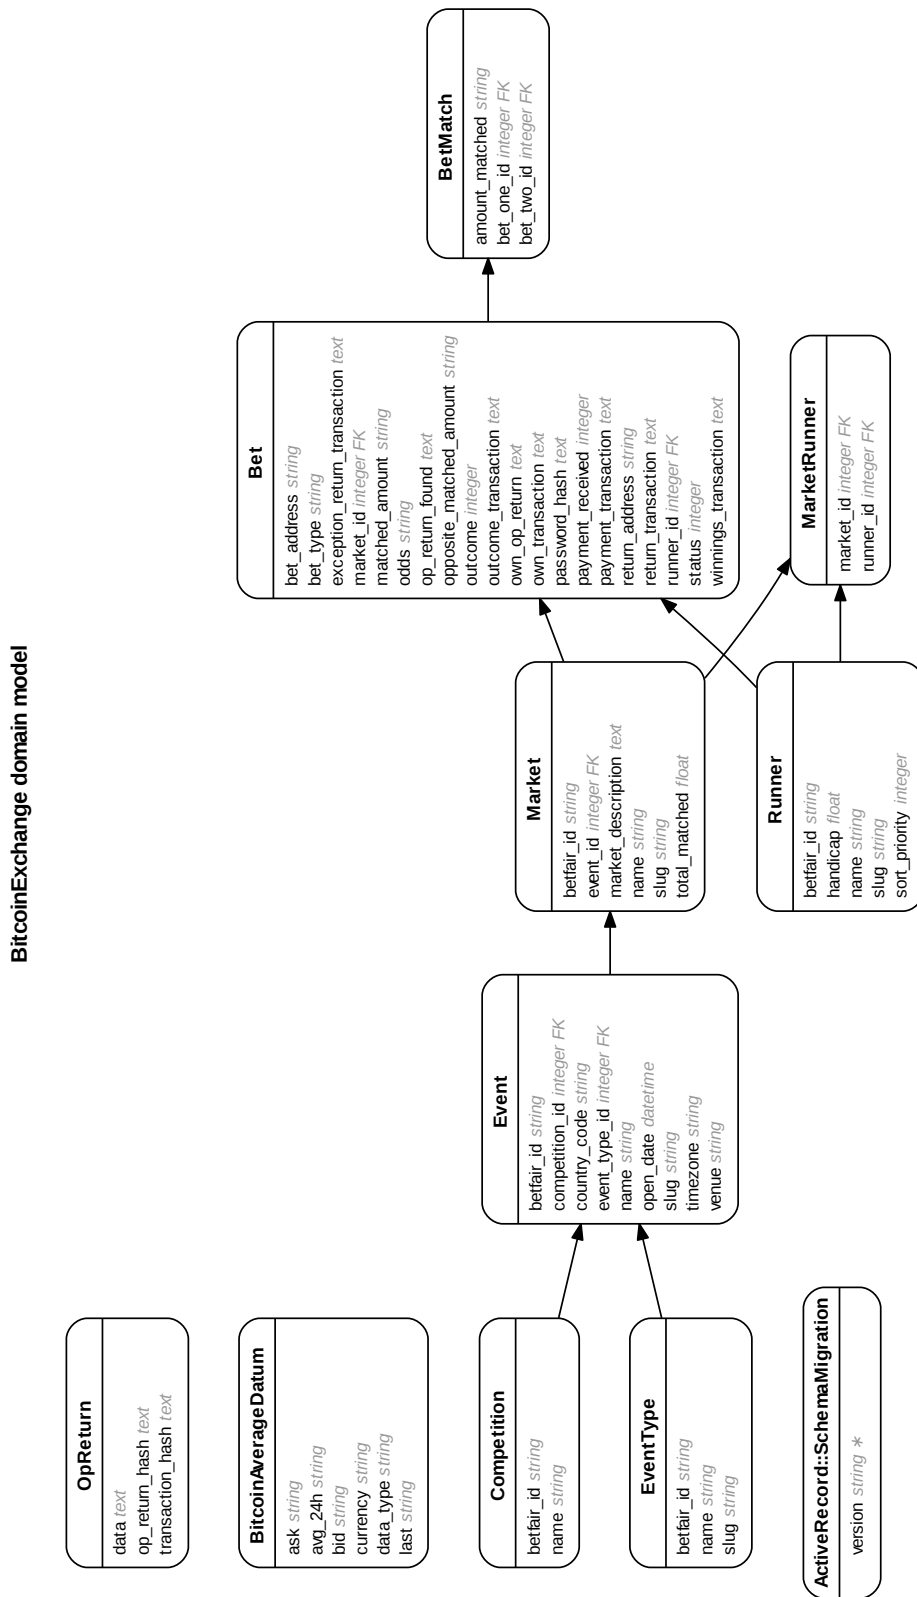 BitcoinExchange domain model
OpReturn
data text
op_return_hash text
transaction_hash text
BitcoinAverageDatum
ask string
avg_24h string
bid string
currency string
data_type string
last string
Competition
betfair_id string
name string
EventType
betfair_id string
name string
slug string
ActiveRecord::SchemaMigration
version string *
Event
betfair_id string
competition_id integer FK
country_code string
event_type_id integer FK
name string
open_date datetime
slug string
timezone string
venue string
Market
betfair_id string
event_id integer FK
market_description text
name string
slug string
total_matched float
Runner
betfair_id string
handicap float
name string
slug string
sort_priority integer
Bet
bet_address string
bet_type string
exception_return_transaction text
market_id integer FK
matched_amount string
odds string
op_return_found text
opposite_matched_amount string
outcome integer
outcome_transaction text
own_op_return text
own_transaction text
password_hash text
payment_received integer
payment_transaction text
return_address string
return_transaction text
runner_id integer FK
status integer
winnings_transaction text
MarketRunner
market_id integer FK
runner_id integer FK
BetMatch
amount_matched string
bet_one_id integer FK
bet_two_id integer FK